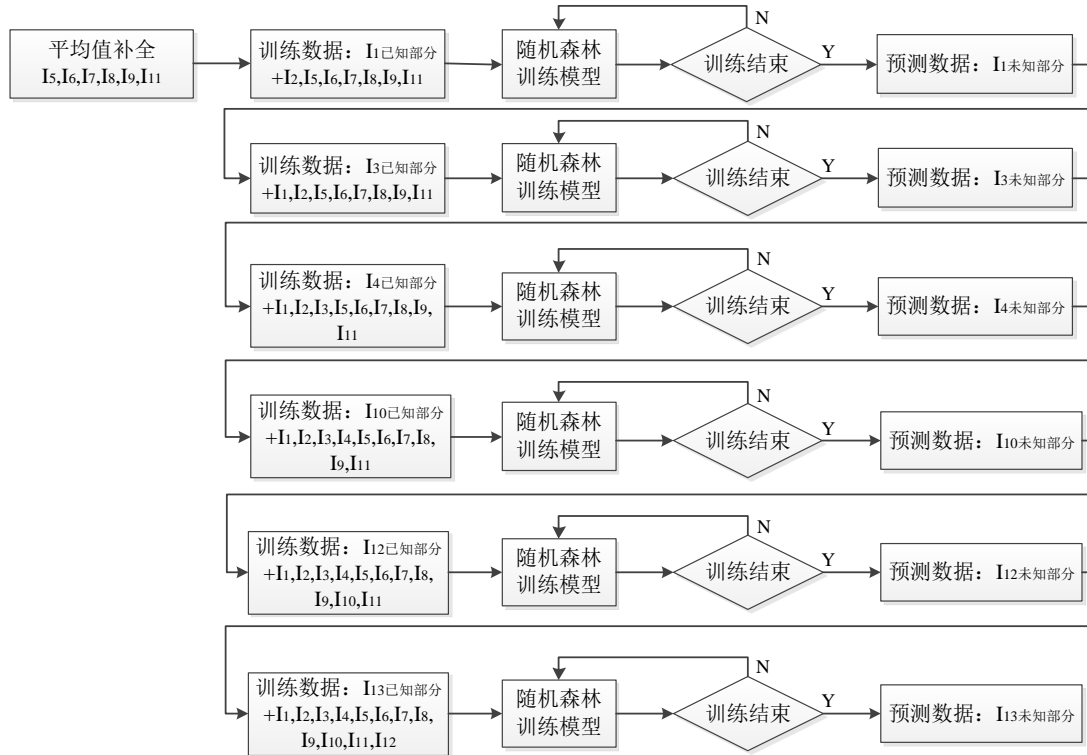 平均值补全
I5,I6,I7,I8,I9,I11
训练数据：I1已知部分
+I2,I5,I6,I7,I8,I9,I11
随机森林
训练模型
N
训练结束
Y
预测数据：I1未知部分
训练数据：I3已知部分
+I1,I2,I5,I6,I7,I8,I9,I11
随机森林
训练模型
N
训练结束
Y
预测数据：I3未知部分
训练数据：I4已知部分
+I1,I2,I3,I5,I6,I7,I8,I9,
I11
随机森林
训练模型
N
训练结束
Y
预测数据：I4未知部分
训练数据：I10已知部分
+I1,I2,I3,I4,I5,I6,I7,I8,
I9,I11
随机森林
训练模型
N
训练结束
Y
预测数据：I10未知部分
训练数据：I12已知部分
+I1,I2,I3,I4,I5,I6,I7,I8,
I9,I10,I11
随机森林
训练模型
N
训练结束
Y
预测数据：I12未知部分
训练数据：I13已知部分
+I1,I2,I3,I4,I5,I6,I7,I8,
I9,I10,I11,I12
随机森林
训练模型
N
训练结束
Y
预测数据：I13未知部分